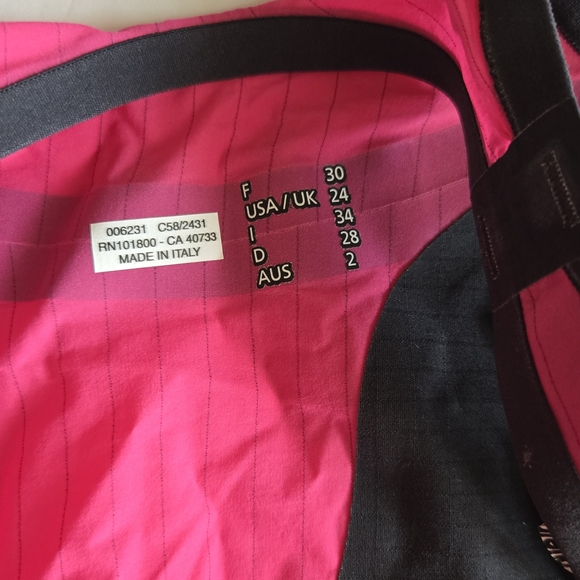 006231 C58/2431
RN101800 - CA 40733
MADE IN ITALY
F 30
USA / UK 24
I 34
D 28
AUS 2